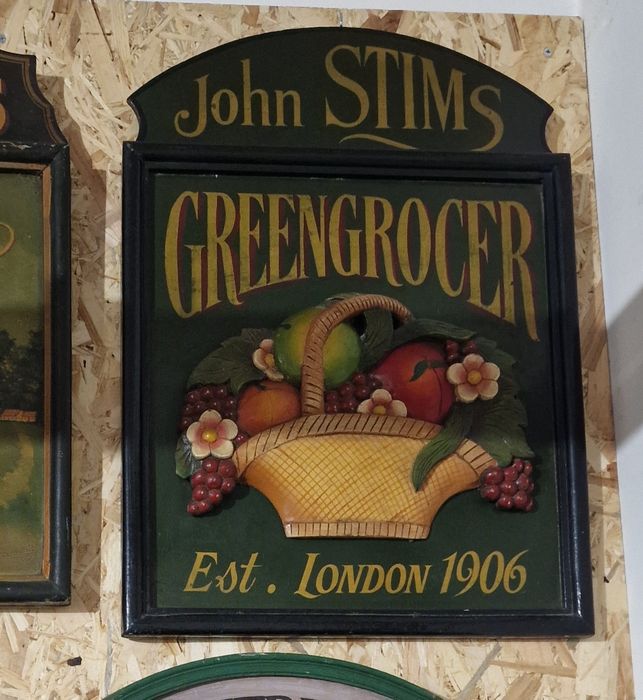 John STIMS
GREENGROCER
Est. LONDON 1906